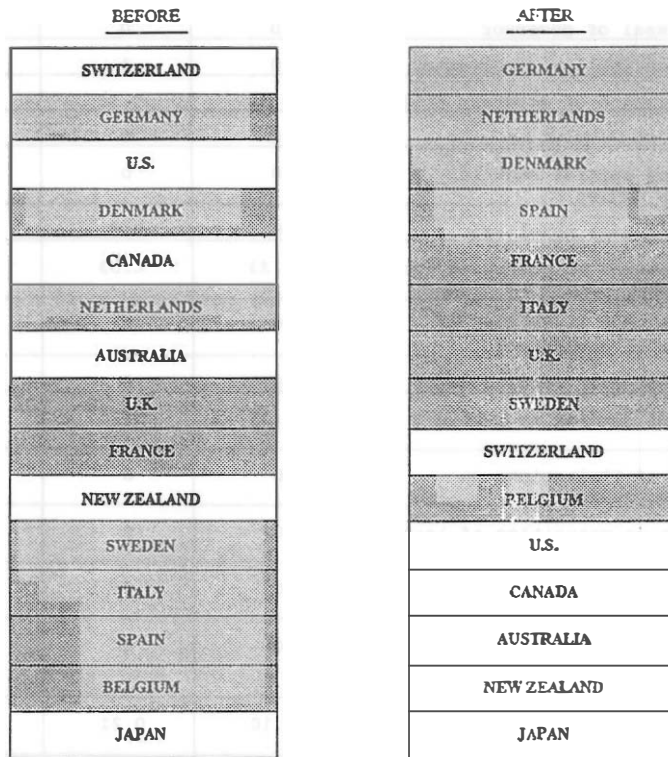 BEFORE
SWITZERLAND
GERMANY
U.S.
DENMARK
CANADA
NETHERLANDS
AUSTRALIA
U.K.
FRANCE
NEW ZEALAND
SWEDEN
ITALY
SPAIN
BELGIUM
JAPAN
AFTER
GERMANY
NETHERLANDS
DENMARK
SPAIN
FRANCE
ITALY
U.K.
SWEDEN
SWITZERLAND
BELGIUM
U.S.
CANADA
AUSTRALIA
NEW ZEALAND
JAPAN